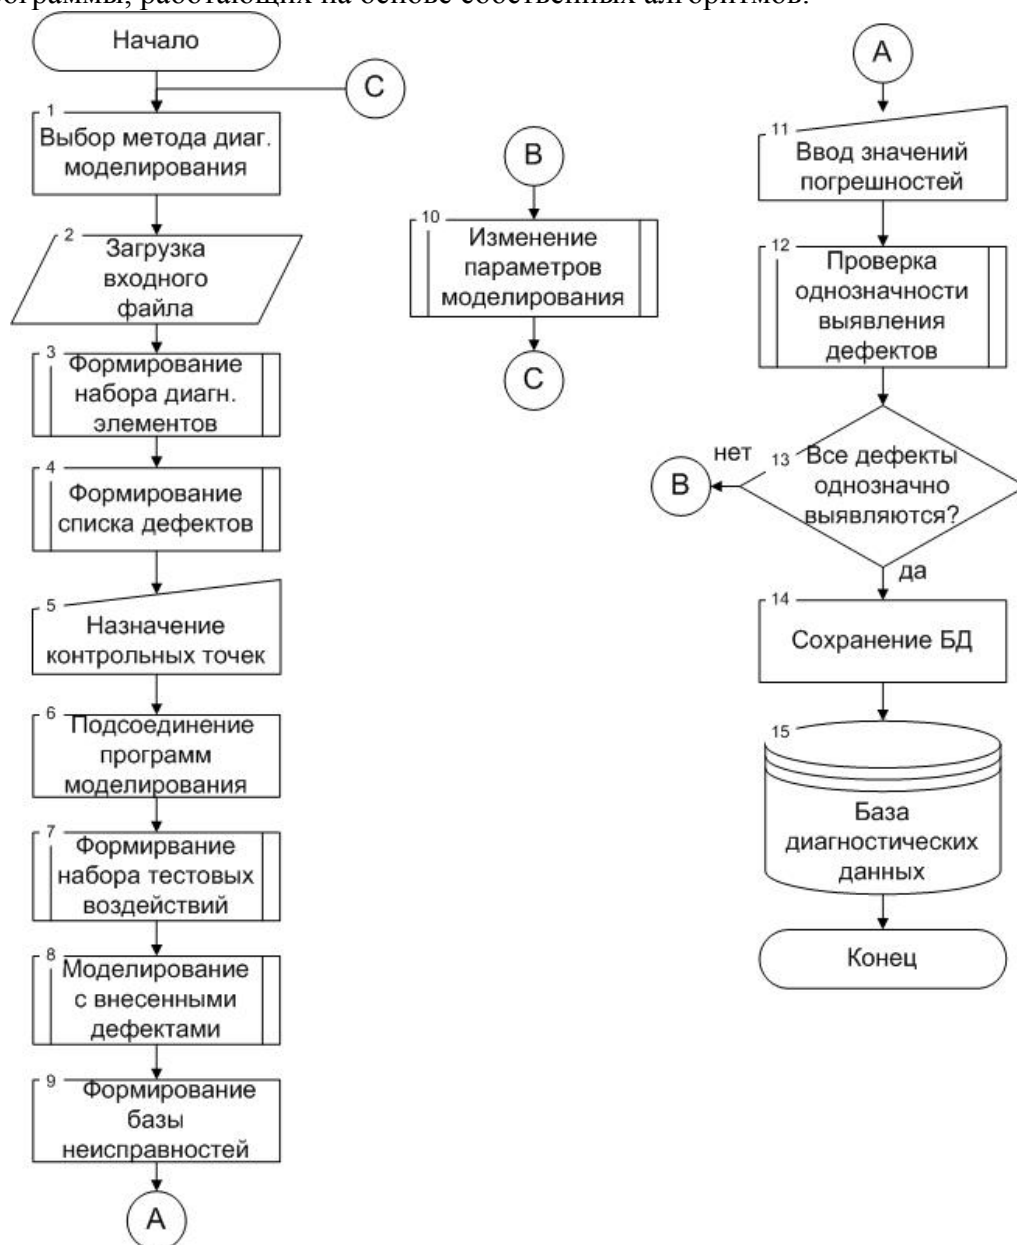 ограммы, работающих на основе собственных алгоритмов.
Начало
С
1
Выбор метода диаг.
моделирования
2
Загрузка
входного
файла
3
Формирование
набора диагн.
элементов
4
Формирование
списка дефектов
5
Назначение
контрольных точек
6
Подсоединение
программ
моделирования
7
Формирвание
набора тестовых
воздействий
8
Моделирование
с внесенными
дефектами
9
Формирование
базы
неисправностей
А
В
10
Изменение
параметров
моделирования
С
А
11
Ввод значений
погрешностей
12
Проверка
однозначности
выявления
дефектов
13
Все дефекты
однозначно
выявляются?
нет
В
да
14
Сохранение БД
15
База
диагностических
данных
Конец